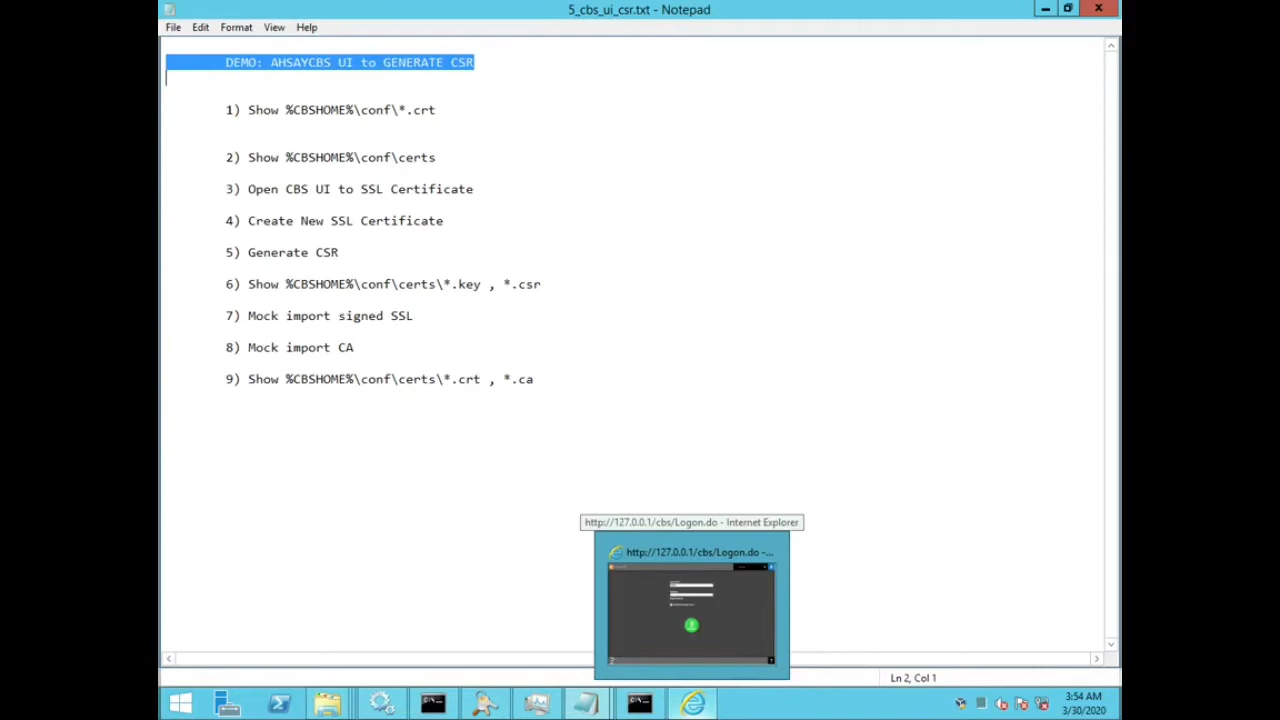 5_cbs_ui_csr.txt - Notepad
File Edit Format View Help
DEMO: AHSAYCBS UI to GENERATE CSR
1) Show %CBSHOME%\conf\*.crt
2) Show %CBSHOME%\conf\certs
3) Open CBS UI to SSL Certificate
4) Create New SSL Certificate
5) Generate CSR
6) Show %CBSHOME%\conf\certs\*.key , *.csr
7) Mock import signed SSL
8) Mock import CA
9) Show %CBSHOME%\conf\certs\*.crt , *.ca
http://127.0.0.1/cbs/Logon.do - Internet Explorer
http://127.0.0.1/cbs/Logon.do -...
Ln 2, Col 1
3:54 AM
3/30/2020